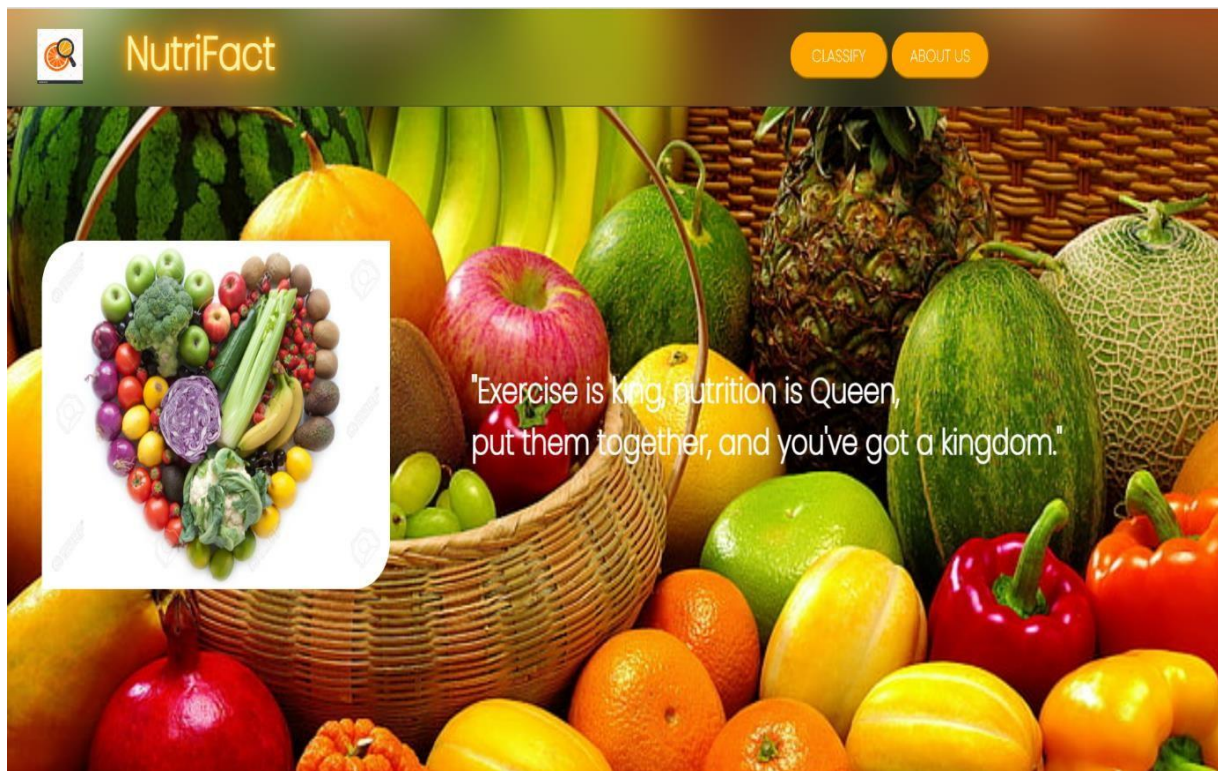 NutriFact
CLASSIFY
ABOUT US
"Exercise is king, nutrition is Queen,
put them together, and you've got a kingdom."